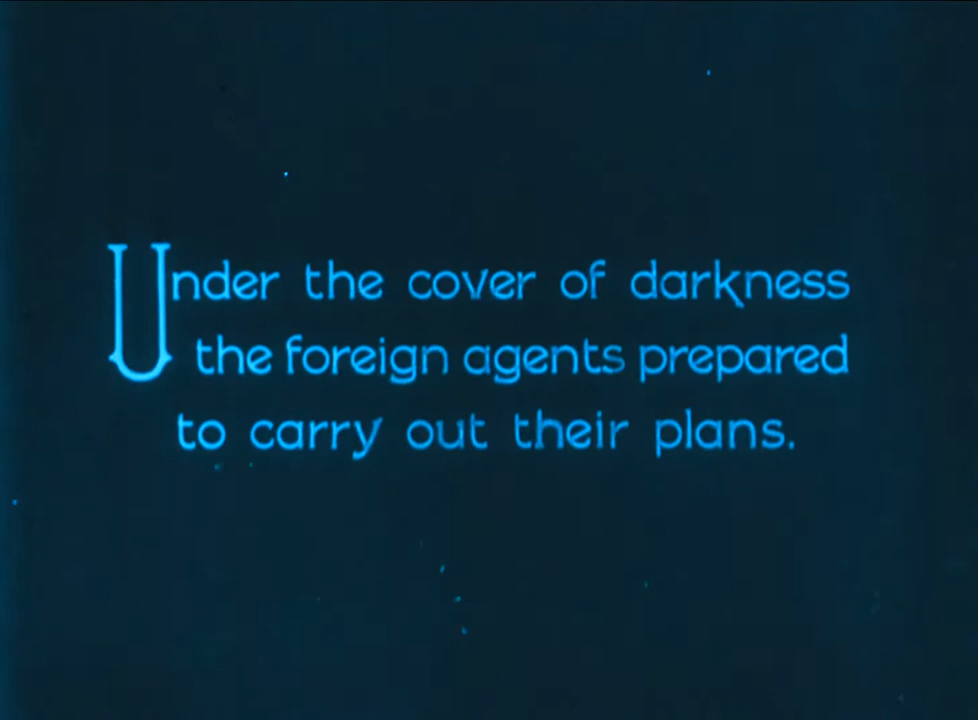 Under the cover of darkness
the foreign agents prepared
to carry out their plans.